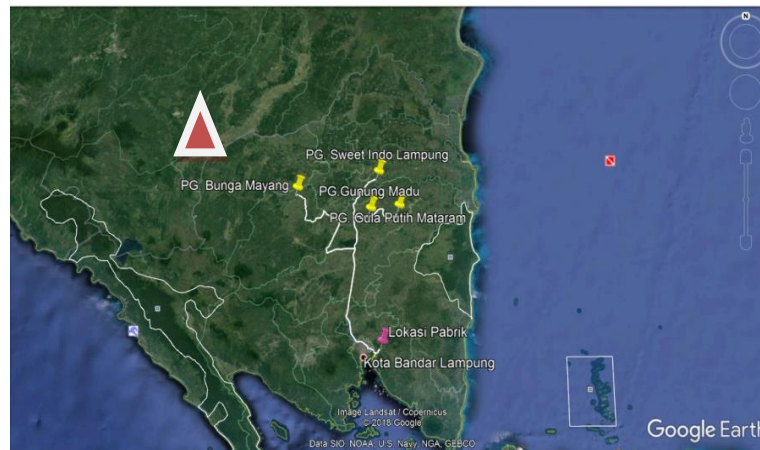 N
PG. Sweet Indo Lampung
PG. Bunga Mayang
PG.Gunung Madu
PG. Gula Putih Mataram
Lokasi Pabrik
Kota Bandar Lampung
Image Landsat / Copernicus
© 2018 Google
Data SIO, NOAA, U.S. Navy, NGA, GEBCO
Google Earth